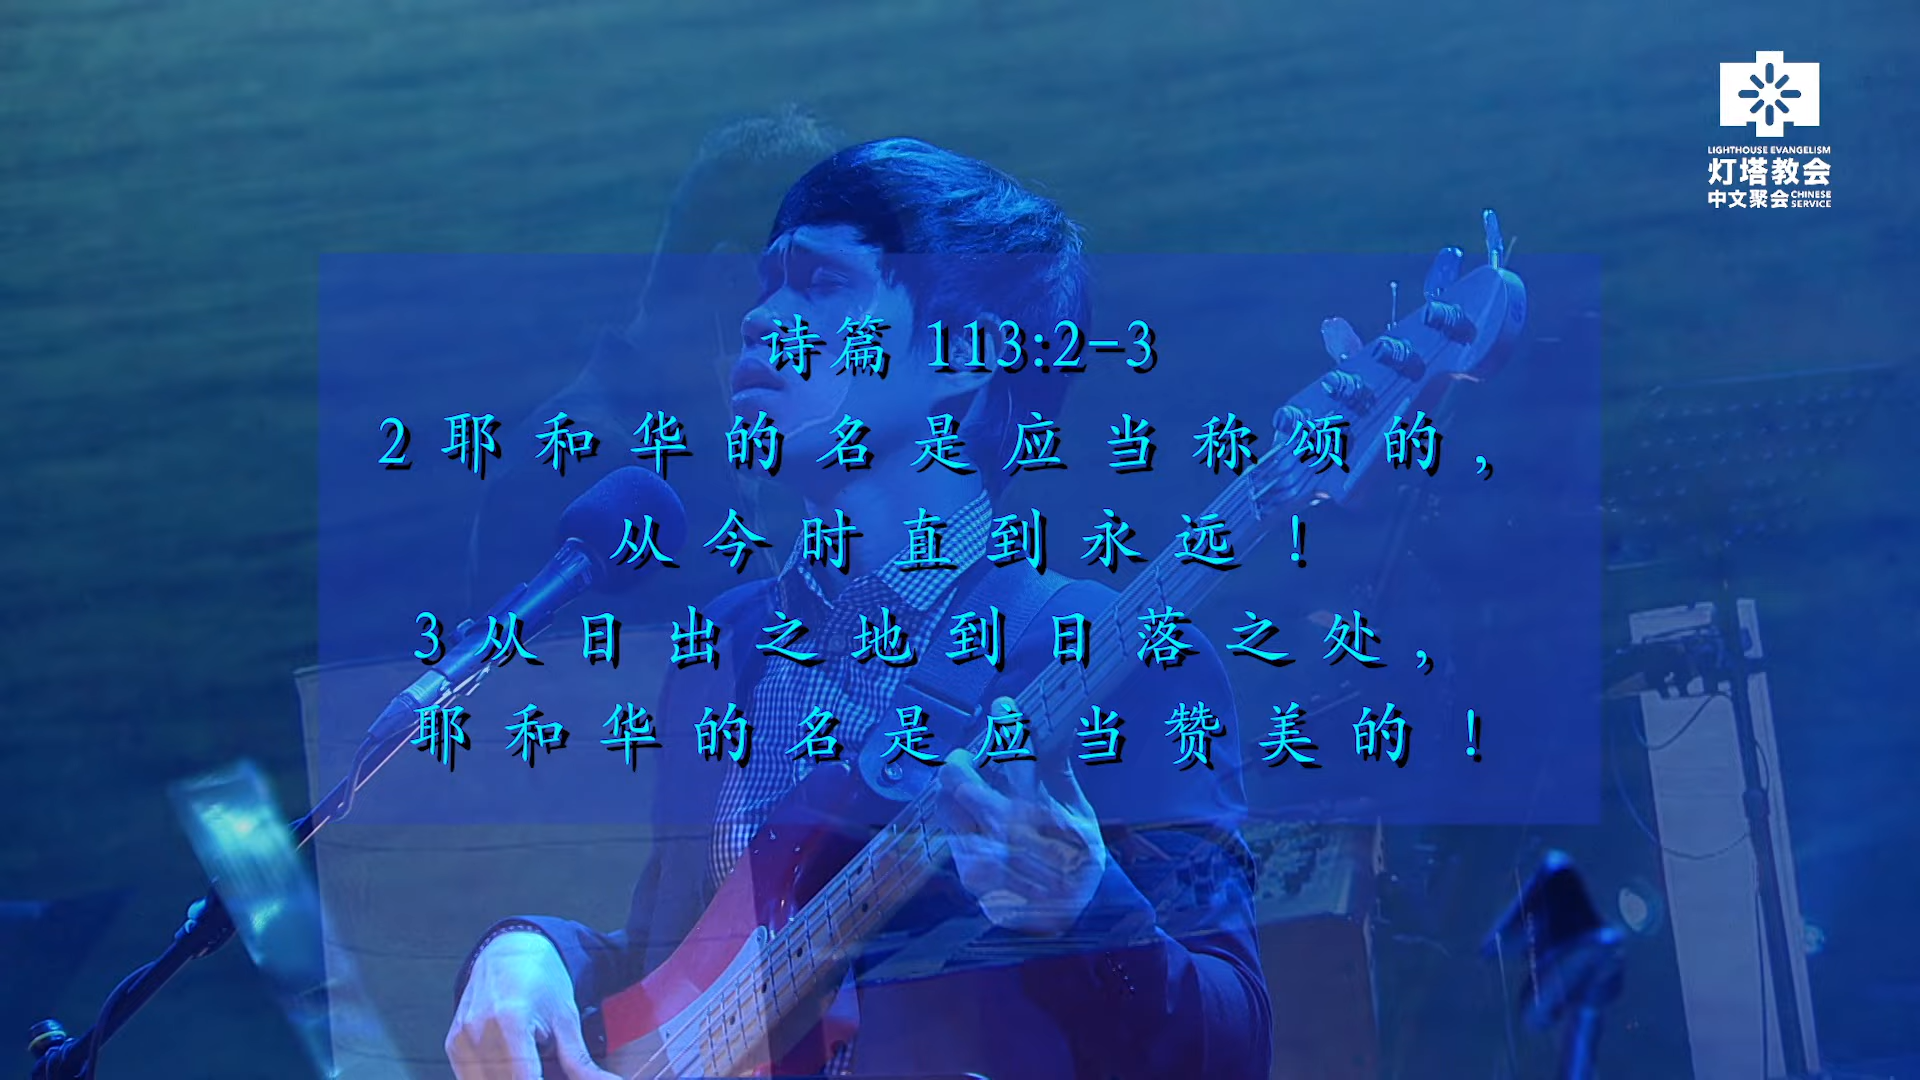 LIGHTHOUSE EVANGELISM
灯塔教会
中文聚会 CHINESE SERVICE
诗篇 113:2-3
2 耶 和 华 的 名 是 应 当 称 颂 的 ,
从 今 时 直 到 永 远 !
3 从 日 出 之 地 到 日 落 之 处 ,
耶 和 华 的 名 是 应 当 赞 美 的 !